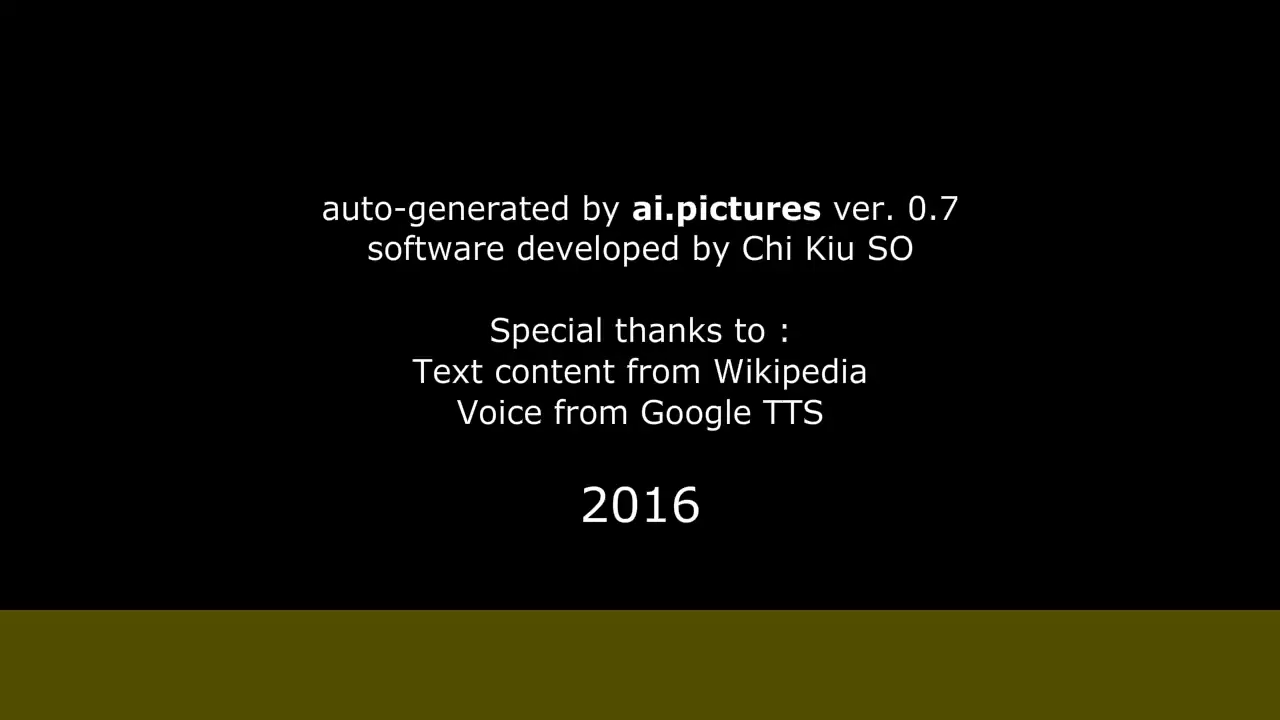 auto-generated by ai.pictures ver. 0.7
software developed by Chi Kiu SO
Special thanks to :
Text content from Wikipedia
Voice from Google TTS
2016